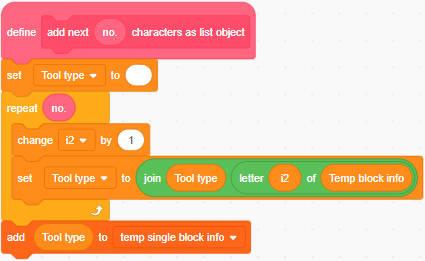 define add next no. characters as list object
set Tool type to
repeat no.
change i2 by 1
set Tool type to join Tool type letter i2 of Temp block info
add Tool type to temp single block info